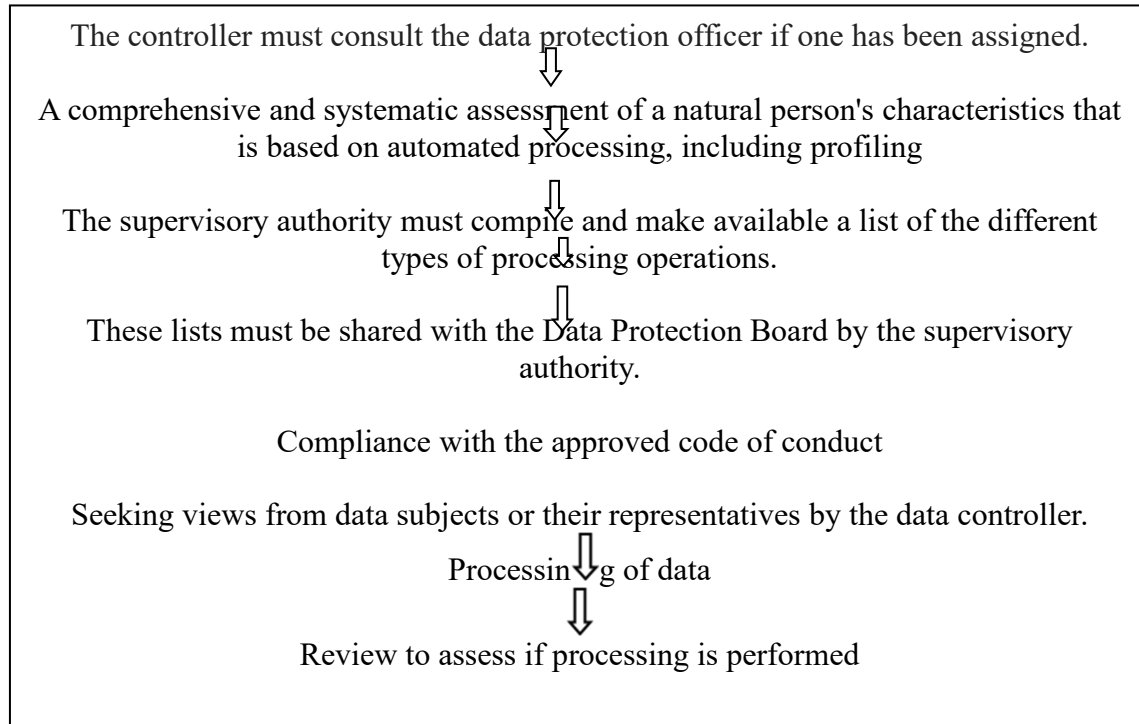 The controller must consult the data protection officer if one has been assigned.
A comprehensive and systematic assessment of a natural person's characteristics that
is based on automated processing, including profiling
The supervisory authority must compile and make available a list of the different
types of processing operations.
These lists must be shared with the Data Protection Board by the supervisory
authority.
Compliance with the approved code of conduct
Seeking views from data subjects or their representatives by the data controller.
Processing of data
Review to assess if processing is performed